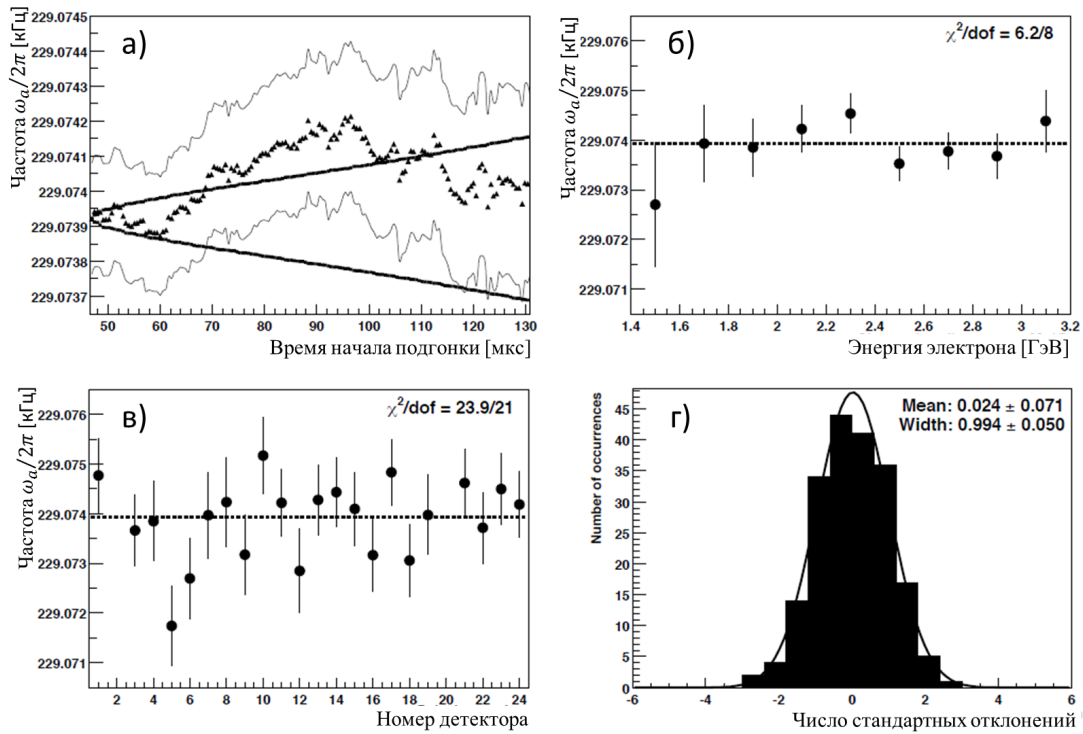 а)
Частота ωₐ/2π [кГц]
229.0745
229.0744
229.0743
229.0742
229.0741
229.074
229.0739
229.0738
229.0737
50 60 70 80 90 100 110 120 130
Время начала подгонки [мкс]
б)
χ²/dof = 6.2/8
Частота ωₐ/2π [кГц]
229.076
229.075
229.074
229.073
229.072
229.071
1.4 1.6 1.8 2 2.2 2.4 2.6 2.8 3 3.2
Энергия электрона [ГэВ]
в)
χ²/dof = 23.9/21
Частота ωₐ/2π [кГц]
229.076
229.075
229.074
229.073
229.072
229.071
2 4 6 8 10 12 14 16 18 20 22 24
Номер детектора
г)
Mean: 0.024 ± 0.071
Width: 0.994 ± 0.050
Number of occurrences
45
40
35
30
25
20
15
10
5
0
-6 -4 -2 0 2 4 6
Число стандартных отклонений